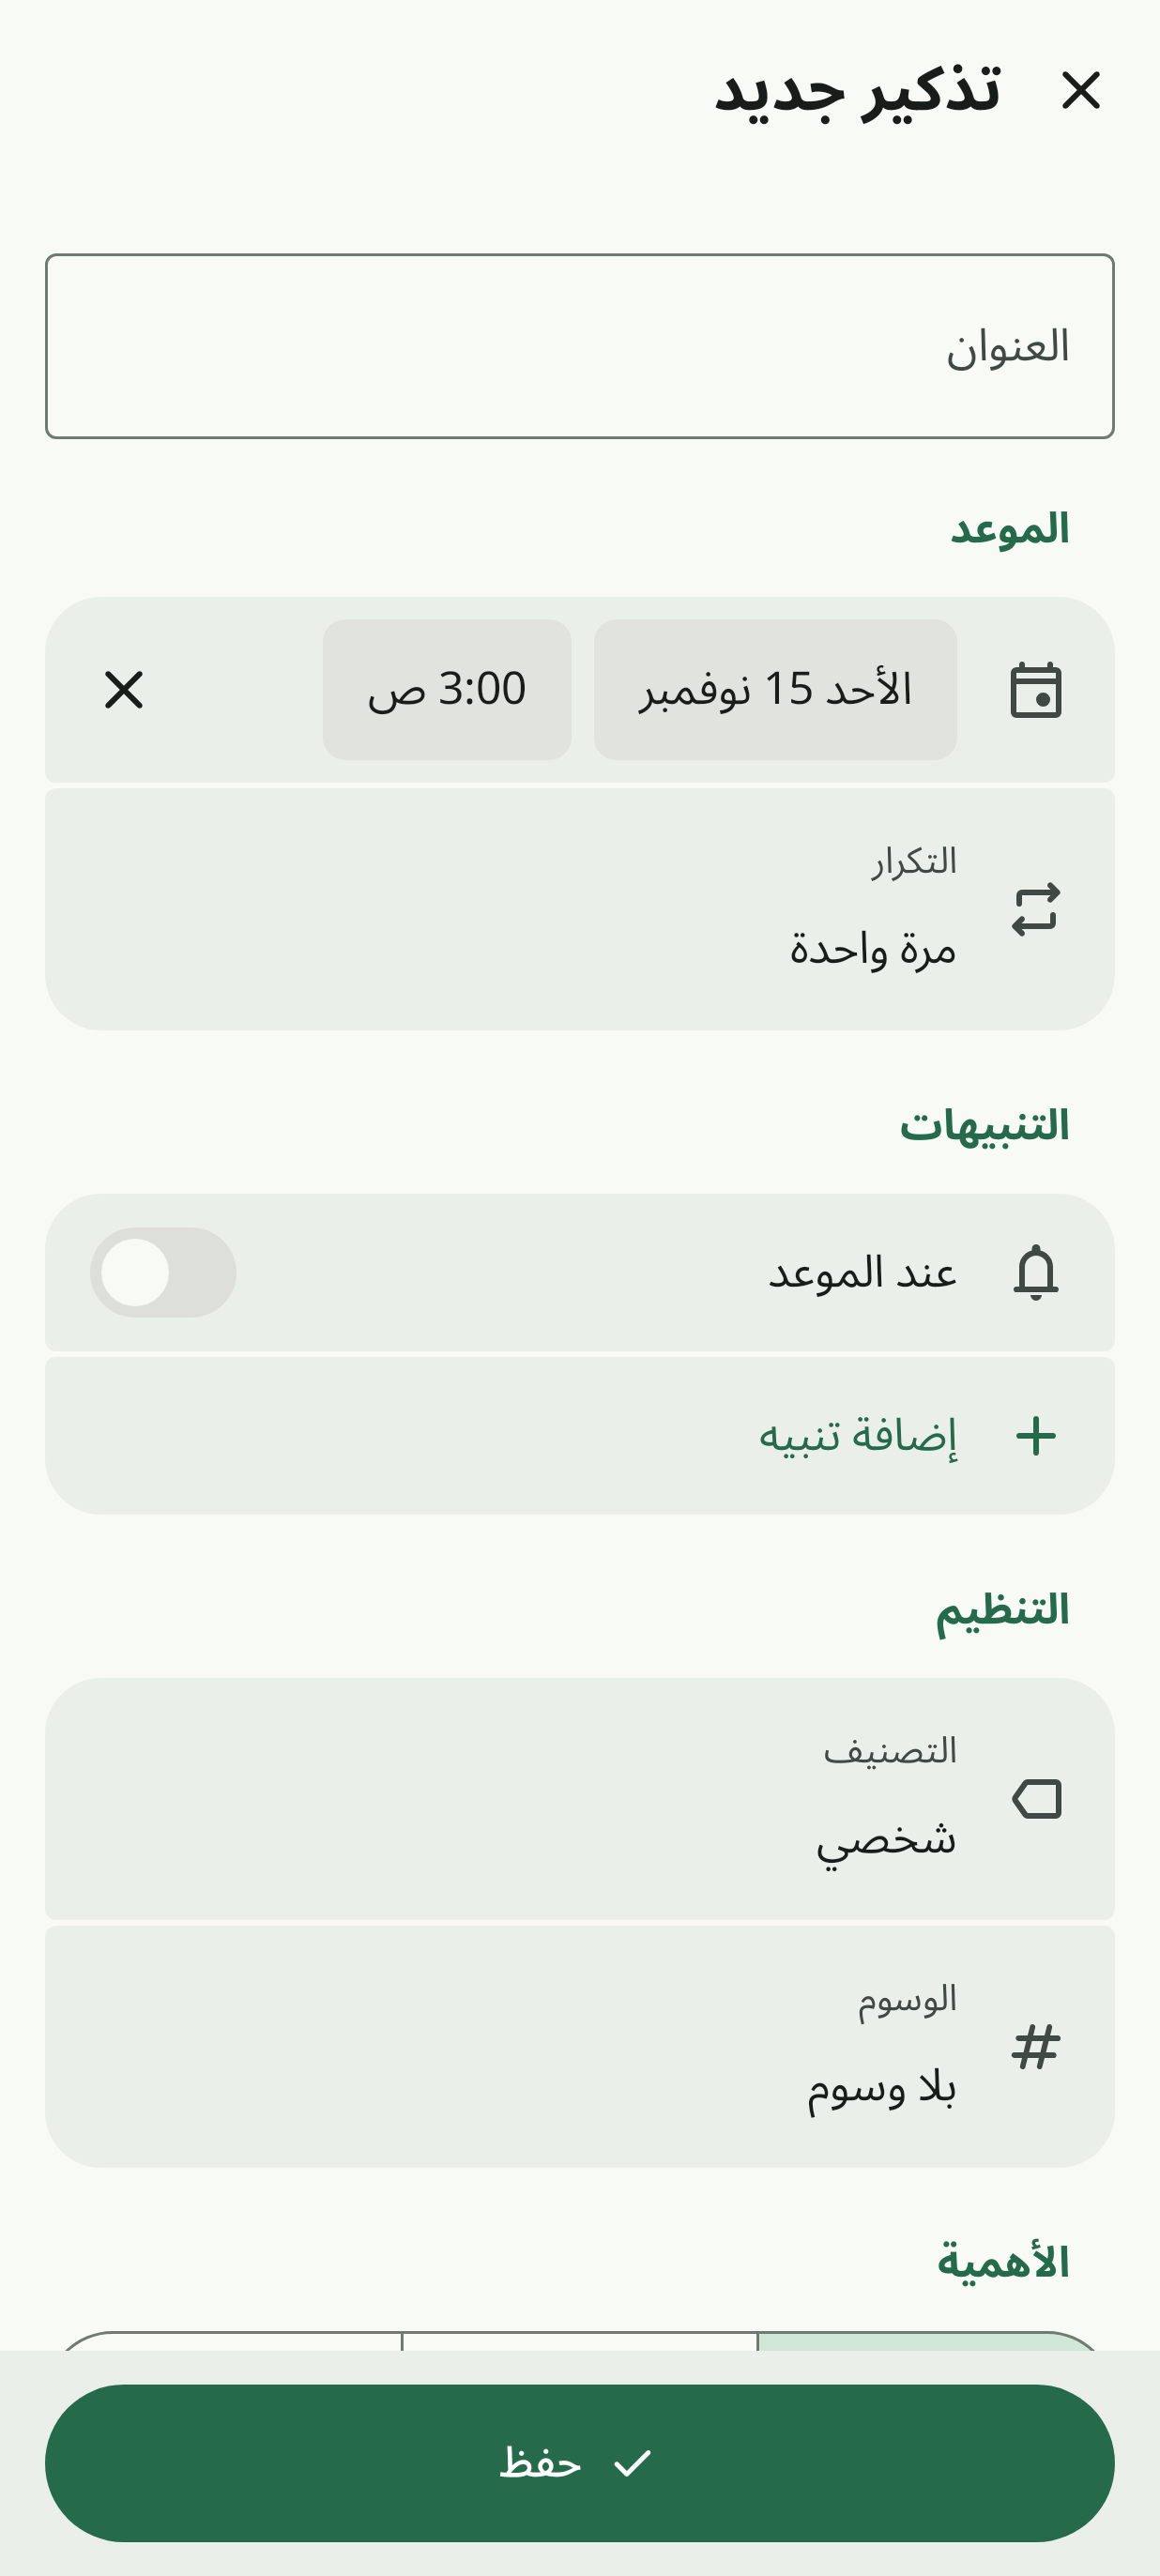 تذكير جديد
العنوان
الموعد
الأحد 15 نوفمبر
3:00 ص
التكرار
مرة واحدة
التنبيهات
عند الموعد
إضافة تنبيه
التنظيم
التصنيف
شخصي
الوسوم
بلا وسوم
الأهمية
حفظ